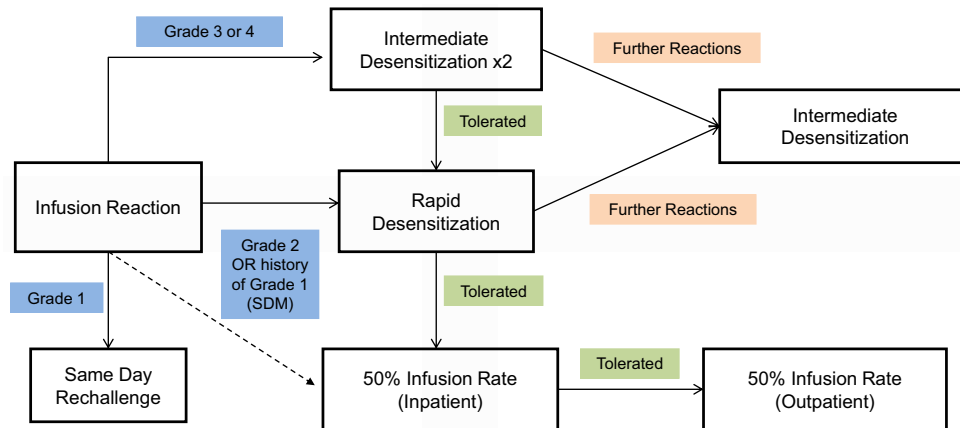 Grade 3 or 4
Intermediate
Desensitization x2
Further Reactions
Tolerated
Intermediate
Desensitization
Infusion Reaction
Rapid
Desensitization
Further Reactions
Grade 2
OR history
of Grade 1
(SDM)
Grade 1
Tolerated
Same Day
Rechallenge
50% Infusion Rate
(Inpatient)
Tolerated
50% Infusion Rate
(Outpatient)